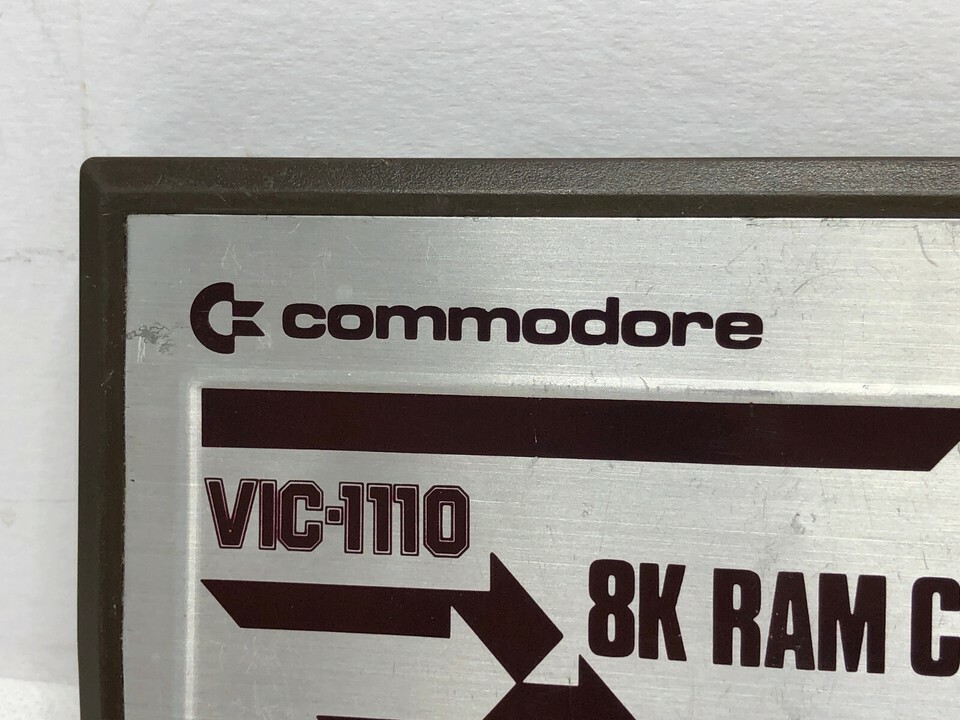 commodore
VIC-1110
8K RAM C